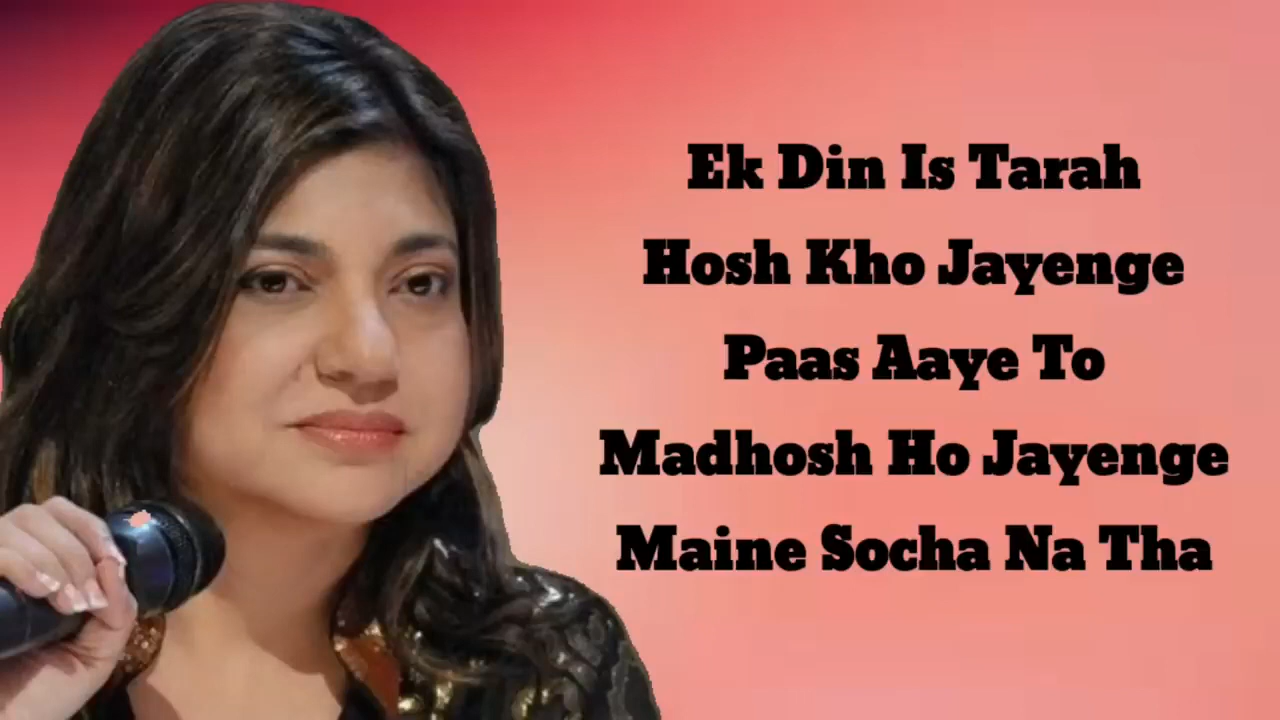 Ek Din Is Tarah
Hosh Kho Jayenge
Paas Aaye To
Madhosh Ho Jayenge
Maine Socha Na Tha